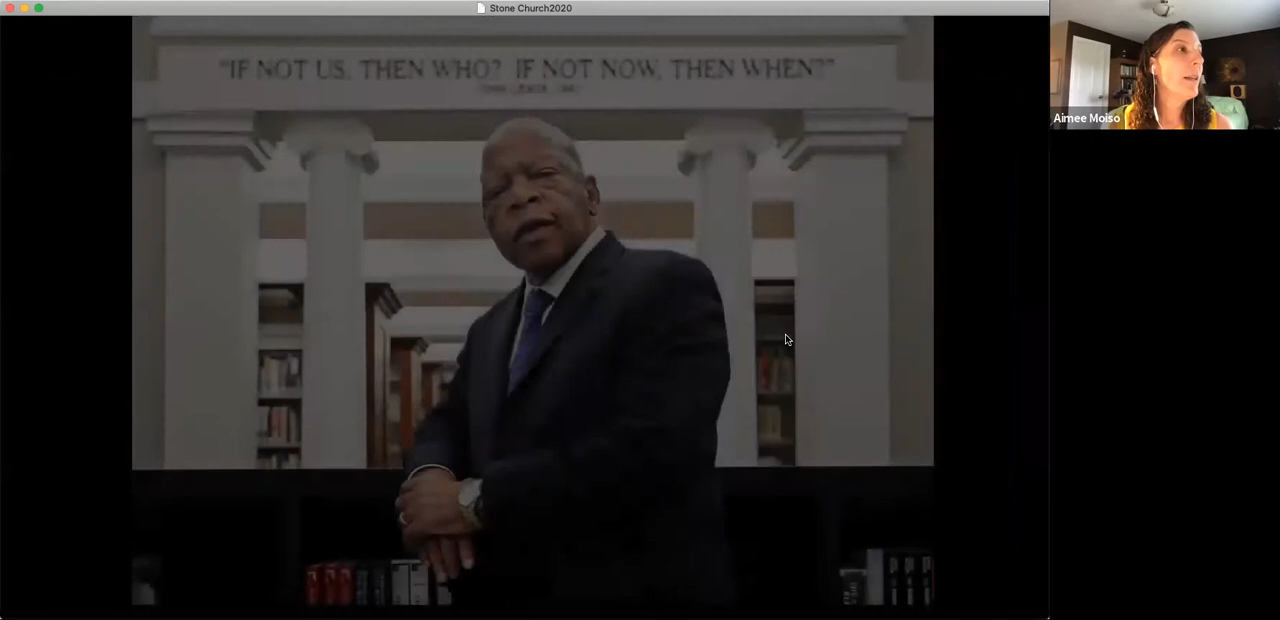 Stone Church2020
"IF NOT US, THEN WHO? IF NOT NOW, THEN WHEN?"
Aimee Moiso